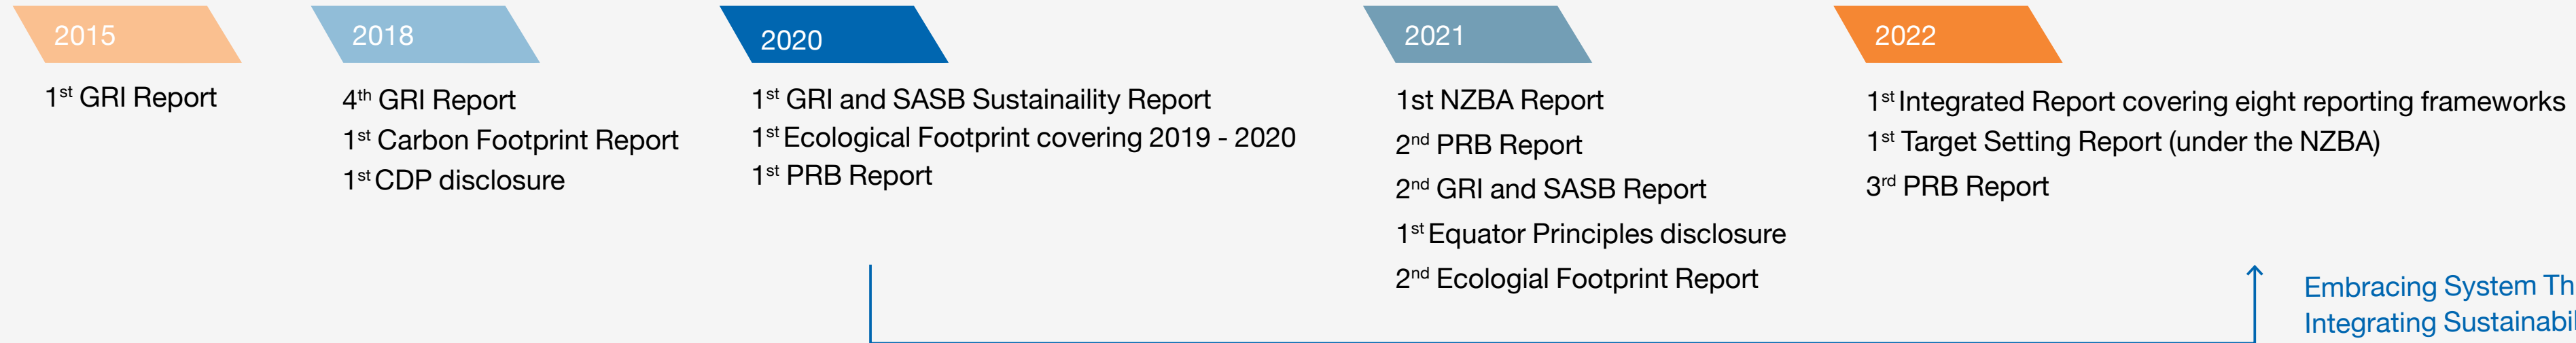 2015
1st GRI Report
2018
4th GRI Report
1st Carbon Footprint Report
1st CDP disclosure
2020
1st GRI and SASB Sustainaility Report
1st Ecological Footprint covering 2019 - 2020
1st PRB Report
2021
1st NZBA Report
2nd PRB Report
2nd GRI and SASB Report
1st Equator Principles disclosure
2nd Ecologial Footprint Report
2022
1st Integrated Report covering eight reporting frameworks
1st Target Setting Report (under the NZBA)
3rd PRB Report
Embracing System
Integrating